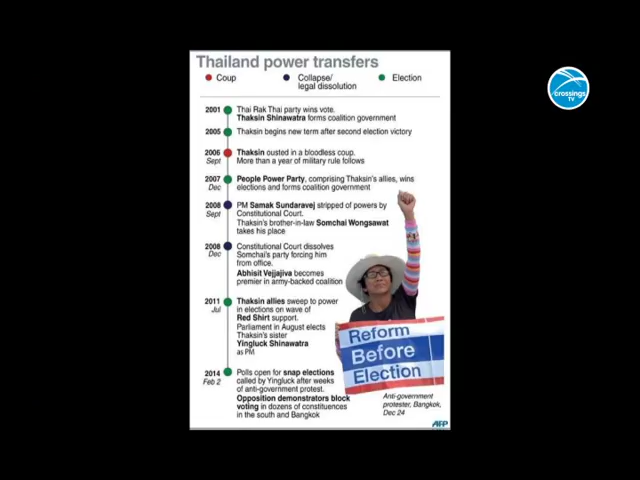 Thailand power transfers
Coup
Collapse/
legal dissolution
Election
2001
Thai Rak Thai party wins vote.
Thaksin Shinawatra forms coalition government
2005
Thaksin begins new term after second election victory
2006
Sept
Thaksin ousted in a bloodless coup.
More than a year of military rule follows
2007
Dec
People Power Party, comprising Thaksin's allies, wins
elections and forms coalition government
2008
Sept
PM Samak Sundaravej stripped of powers by
Constitutional Court.
Thaksin's brother-in-law Somchai Wongsawat
takes his place
2008
Dec
Constitutional Court dissolves
Somchai's party forcing him
from office.
Abhisit Vejjajiva becomes
premier in army-backed coalition
2011
Jul
Thaksin allies sweep to power
in elections on wave of
Red Shirt support.
Parliament in August elects
Thaksin's sister
Yingluck Shinawatra
as PM
2014
Feb 2
Polls open for snap elections
called by Yingluck after weeks
of anti-government protest.
Opposition demonstrators block
voting in dozens of constituences
in the south and Bangkok
Reform
Before
Election
Anti-government
protester, Bangkok,
Dec 24
AFP
crossings
TV